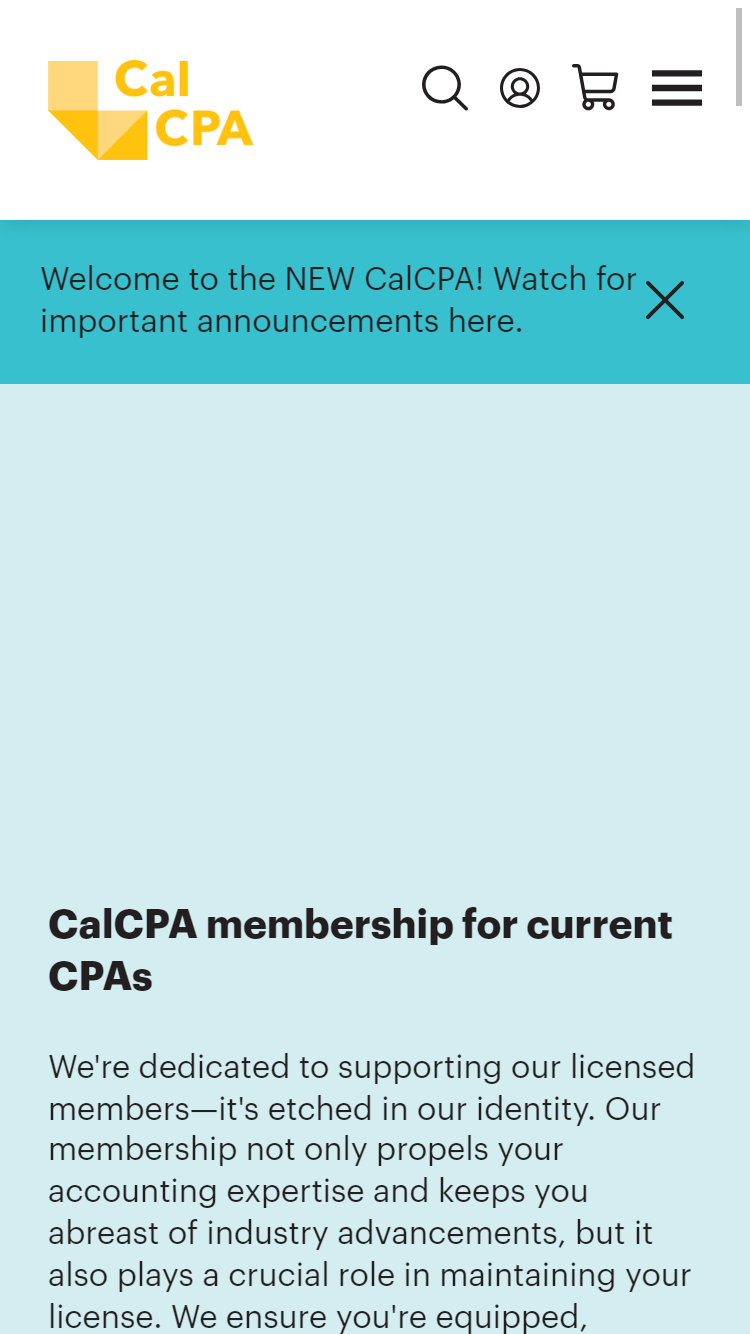 Cal
CPA
Welcome to the NEW CalCPA! Watch for
important announcements here.
CalCPA membership for current
CPAs
We're dedicated to supporting our licensed
members—it's etched in our identity. Our
membership not only propels your
accounting expertise and keeps you
abreast of industry advancements, but it
also plays a crucial role in maintaining your
license. We ensure you're equipped,